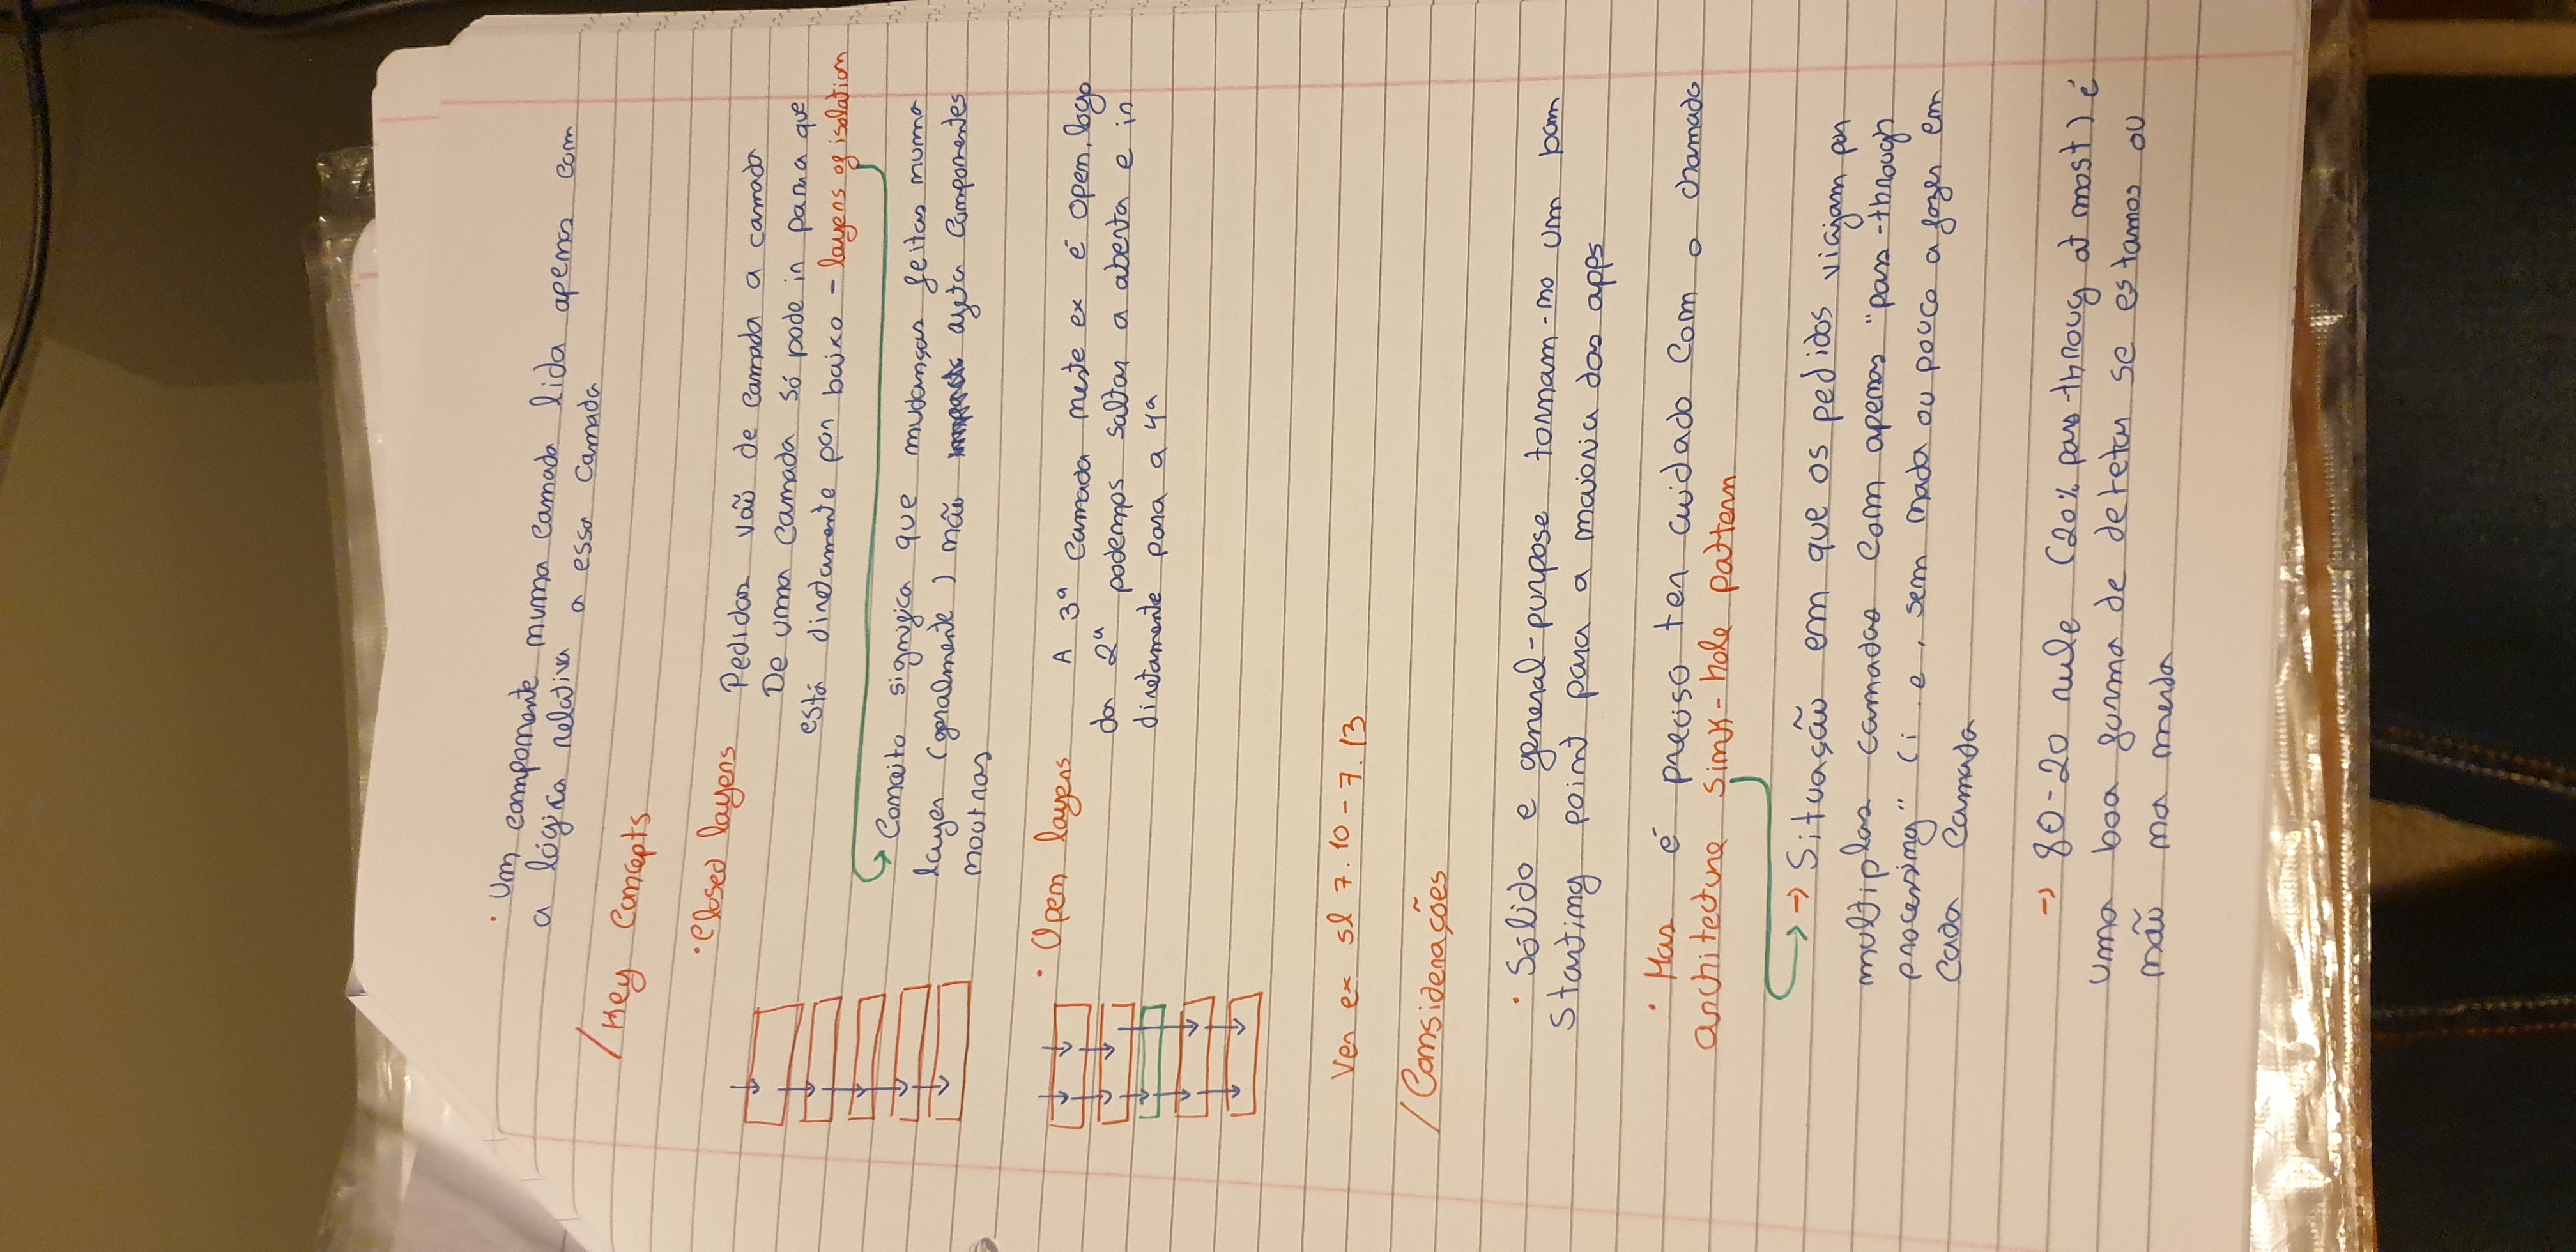 · Um componente numa camada lida apenas com
a lógica relativa a essa camada
/Key Concepts
· Closed layers Pedidos vão de camada a camada
De uma camada só pode ir para a que
está diretamente por baixo - layers of isolation
Conceito significa que mudanças feitas numa
layer (geralmente) não afeta componentes
noutras
· Open layers A 3ª camada neste ex é open, logo
da 2ª podemos saltar a aberta e ir
diretamente para a 4ª
Ver ex sl 7.10 - 7.13
/Considerações
· Sólido e general-purpose tornam-no um bom
starting point para a maioria das apps
· Mas é preciso ter cuidado com o chamado
architecture sink-hole pattern
→ Situação em que os pedidos viajam por
multiplas camadas com apenas "pass-through
processing" (i.e, sem nada ou pouco a fazer em
cada camada
→ 80-20 rule (20% pass-throug at most) é
uma boa forma de detetar se estamos ou
não na merda